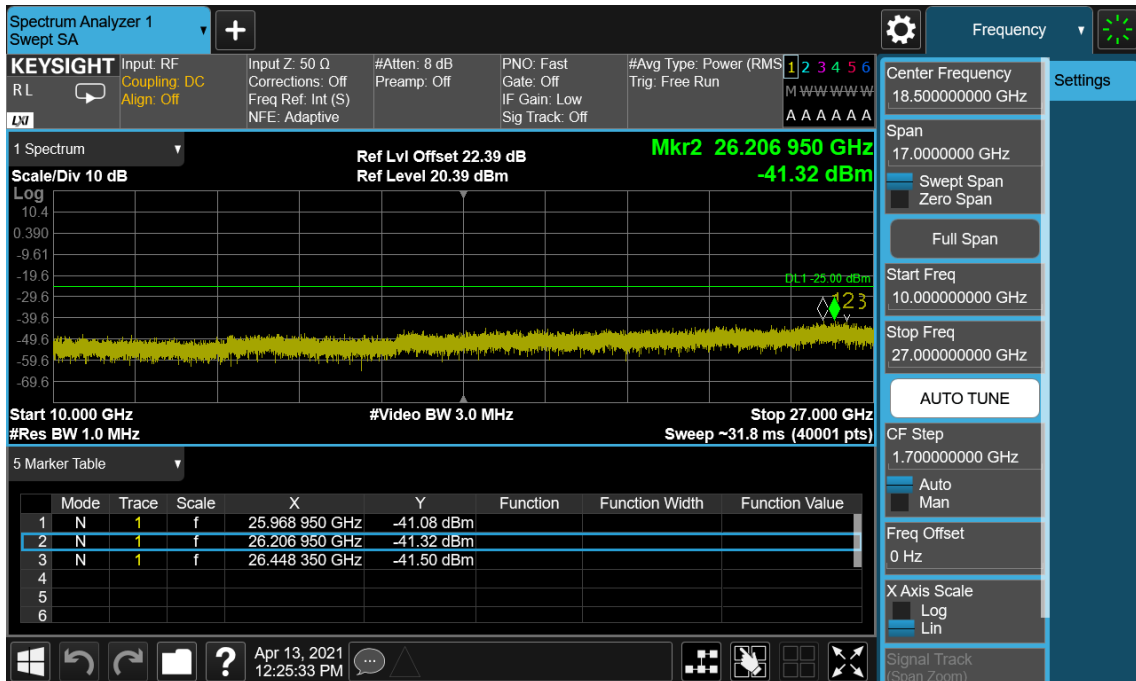 Spectrum Analyzer 1
Swept SA
+
Frequency
KEYSIGHT
RL
LXI
Input: RF
Coupling: DC
Align: Off
Input Z: 50 Ω
Corrections: Off
Freq Ref: Int (S)
NFE: Adaptive
#Atten: 8 dB
Preamp: Off
PNO: Fast
Gate: Off
IF Gain: Low
Sig Track: Off
#Avg Type: Power (RMS
Trig: Free Run
1 2 3 4 5 6
M W W W W W
A A A A A A
1 Spectrum
Scale/Div 10 dB
Ref Lvl Offset 22.39 dB
Ref Level 20.39 dBm
Mkr2 26.206 950 GHz
-41.32 dBm
Log
10.4
0.390
-9.61
-19.6
-29.6
-39.6
-49.6
-59.6
-69.6
DL1 -25.00 dBm
1 2 3
Start 10.000 GHz
#Video BW 3.0 MHz
Stop 27.000 GHz
#Res BW 1.0 MHz
Sweep ~31.8 ms (40001 pts)
5 Marker Table
Mode Trace Scale X Y Function Function Width Function Value
1 N 1 f 25.968 950 GHz -41.08 dBm
2 N 1 f 26.206 950 GHz -41.32 dBm
3 N 1 f 26.448 350 GHz -41.50 dBm
4
5
6
?
Apr 13, 2021
12:25:33 PM
Center Frequency
18.500000000 GHz
Span
17.0000000 GHz
Swept Span
Zero Span
Full Span
Start Freq
10.000000000 GHz
Stop Freq
27.000000000 GHz
AUTO TUNE
CF Step
1.700000000 GHz
Auto
Man
Freq Offset
0 Hz
X Axis Scale
Log
Lin
Signal Track
(Span Zoom)
Settings